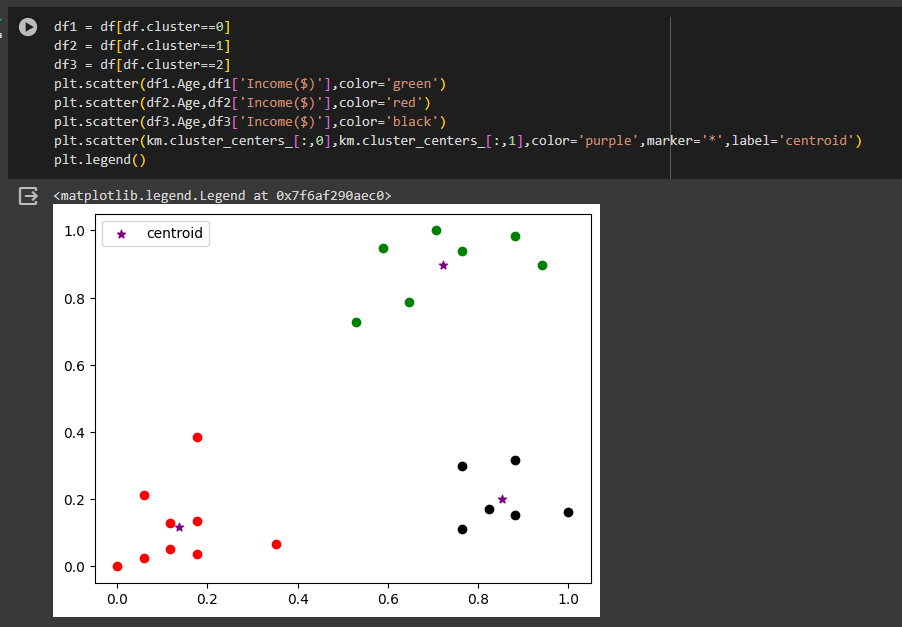 df1 = df[df.cluster==0]
df2 = df[df.cluster==1]
df3 = df[df.cluster==2]
plt.scatter(df1.Age,df1['Income($)'],color='green')
plt.scatter(df2.Age,df2['Income($)'],color='red')
plt.scatter(df3.Age,df3['Income($)'],color='black')
plt.scatter(km.cluster_centers_[:,0],km.cluster_centers_[:,1],color='purple',marker='*',label='centroid')
plt.legend()
<matplotlib.legend.Legend at 0x7f6af290aec0>
centroid
1.0
0.8
0.6
0.4
0.2
0.0
0.0 0.2 0.4 0.6 0.8 1.0